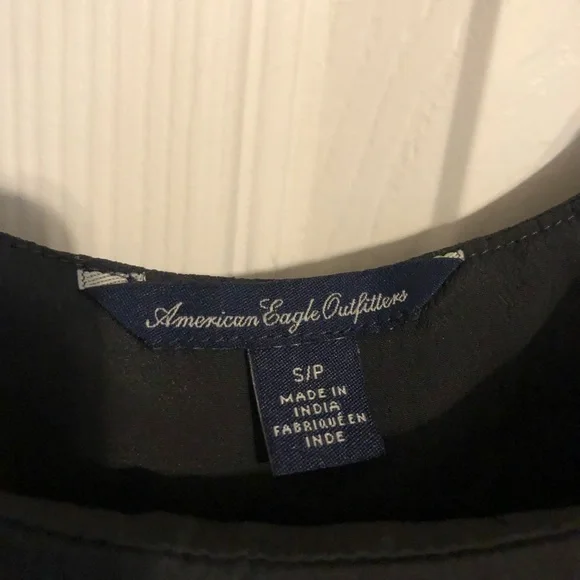 American Eagle Outfitters
S/P
MADE IN
INDIA
FABRIQUÉ EN
INDE